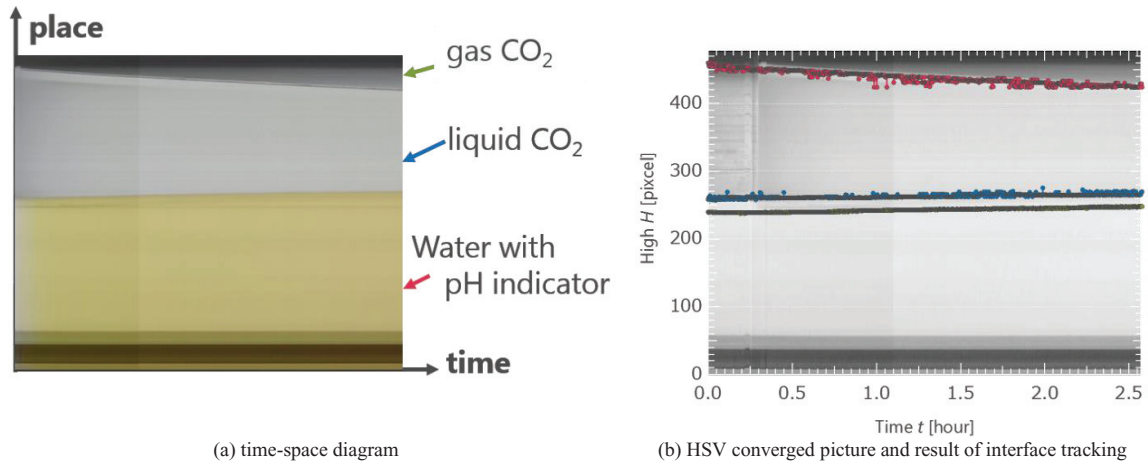 place
gas CO₂
liquid CO₂
Water with
pH indicator
time
(a) time-space diagram
High H [pixcel]
400
300
200
100
0
0.0 0.5 1.0 1.5 2.0 2.5
Time t [hour]
(b) HSV converged picture and result of interface tracking